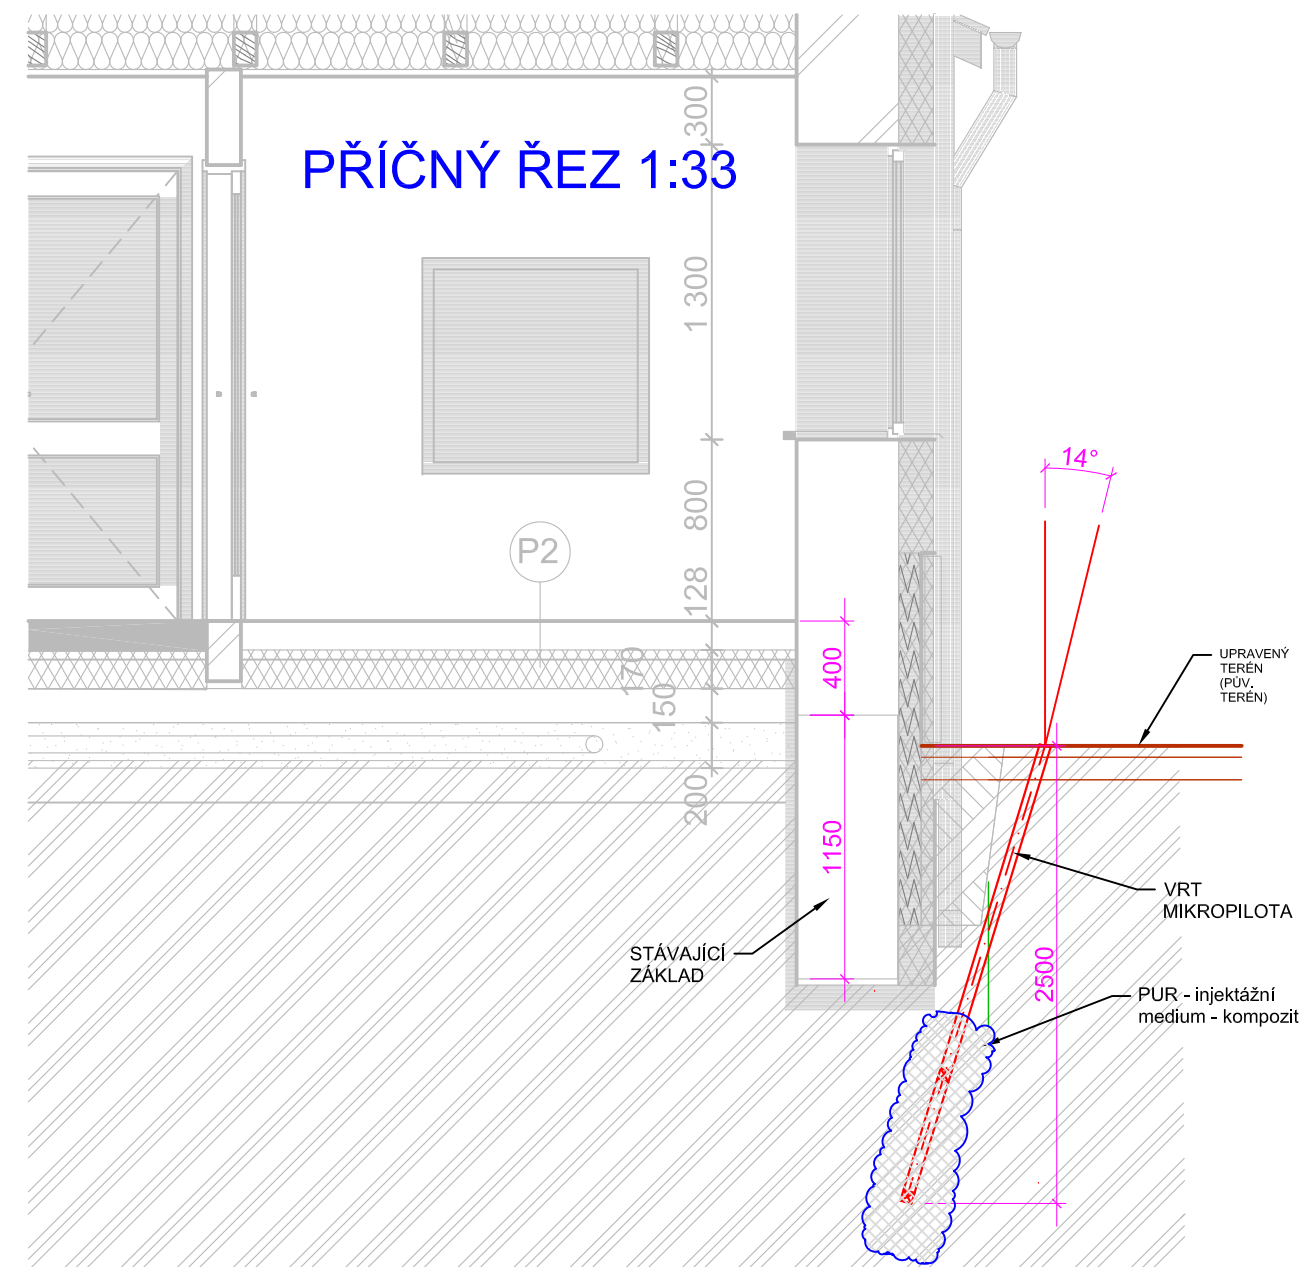 PŘÍČNÝ ŘEZ 1:33
300
1 300
800
128
170
150
200
P2
14°
400
1150
2500
UPRAVENÝ
TERÉN
(PŮV.
TERÉN)
VRT
MIKROPILOTA
STÁVAJÍCÍ
ZÁKLAD
PUR - injektážní
medium - kompozit